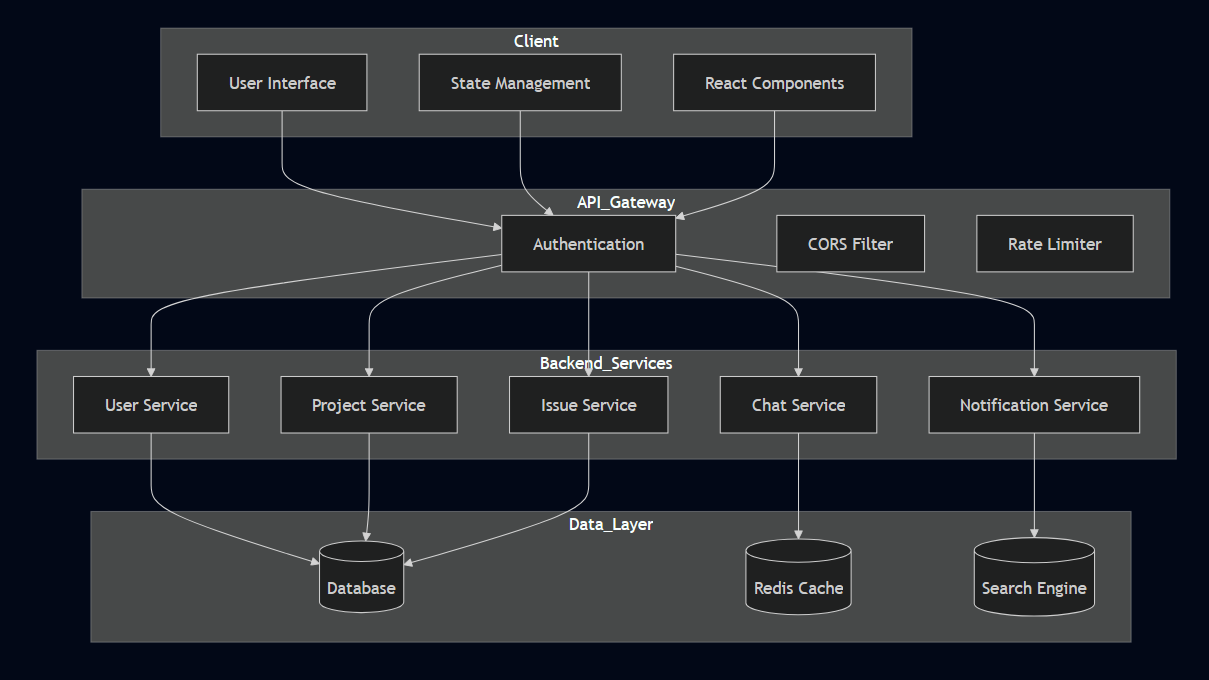 Client
User Interface
State Management
React Components
API_Gateway
Authentication
CORS Filter
Rate Limiter
Backend_Services
User Service
Project Service
Issue Service
Chat Service
Notification Service
Data_Layer
Database
Redis Cache
Search Engine